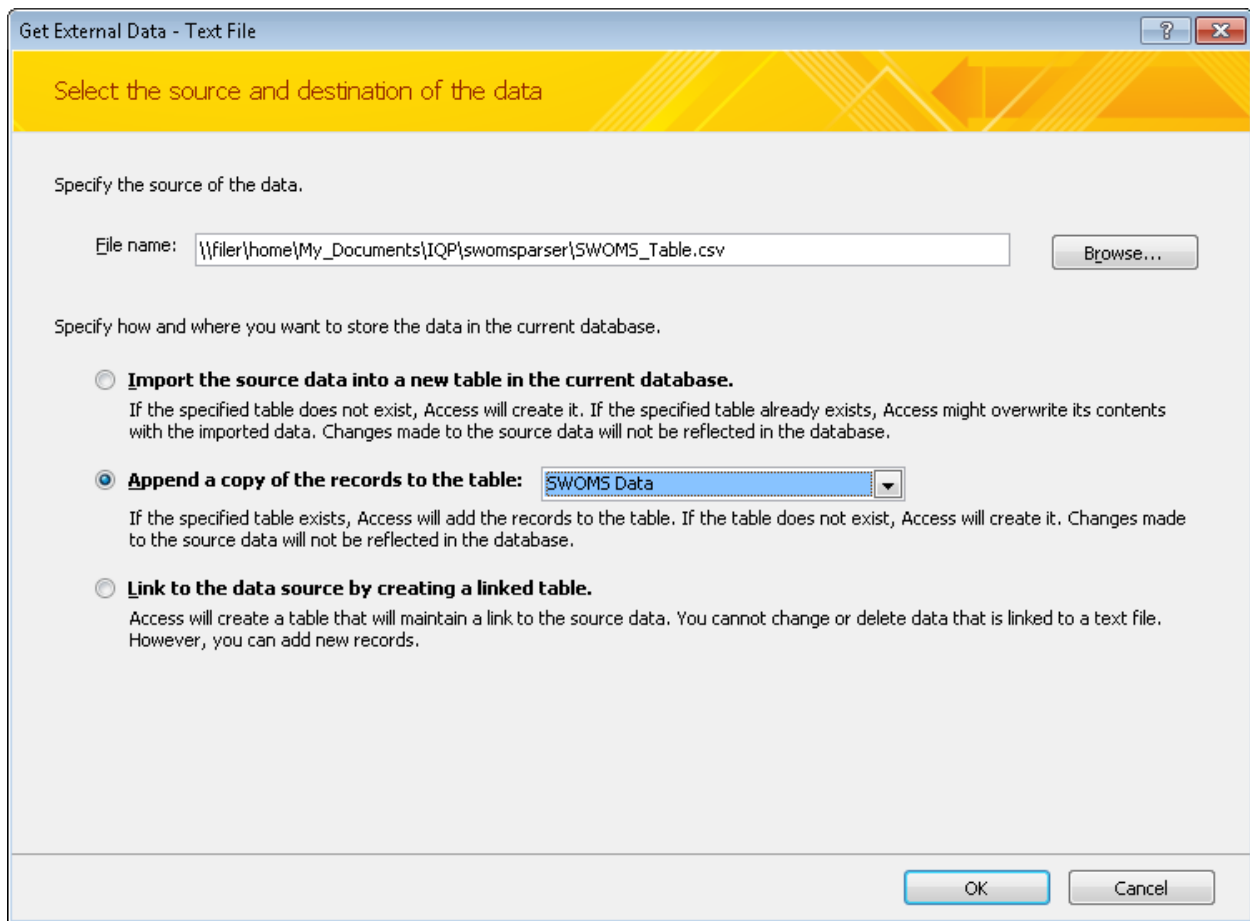 Get External Data - Text File
Select the source and destination of the data
Specify the source of the data.
File name: \\filer\home\My_Documents\IQP\swomsparser\SWOMS_Table.csv Browse...
Specify how and where you want to store the data in the current database.
Import the source data into a new table in the current database.
If the specified table does not exist, Access will create it. If the specified table already exists, Access might overwrite its contents
with the imported data. Changes made to the source data will not be reflected in the database.
Append a copy of the records to the table: SWOMS Data
If the specified table exists, Access will add the records to the table. If the table does not exist, Access will create it. Changes made
to the source data will not be reflected in the database.
Link to the data source by creating a linked table.
Access will create a table that will maintain a link to the source data. You cannot change or delete data that is linked to a text file.
However, you can add new records.
OK Cancel